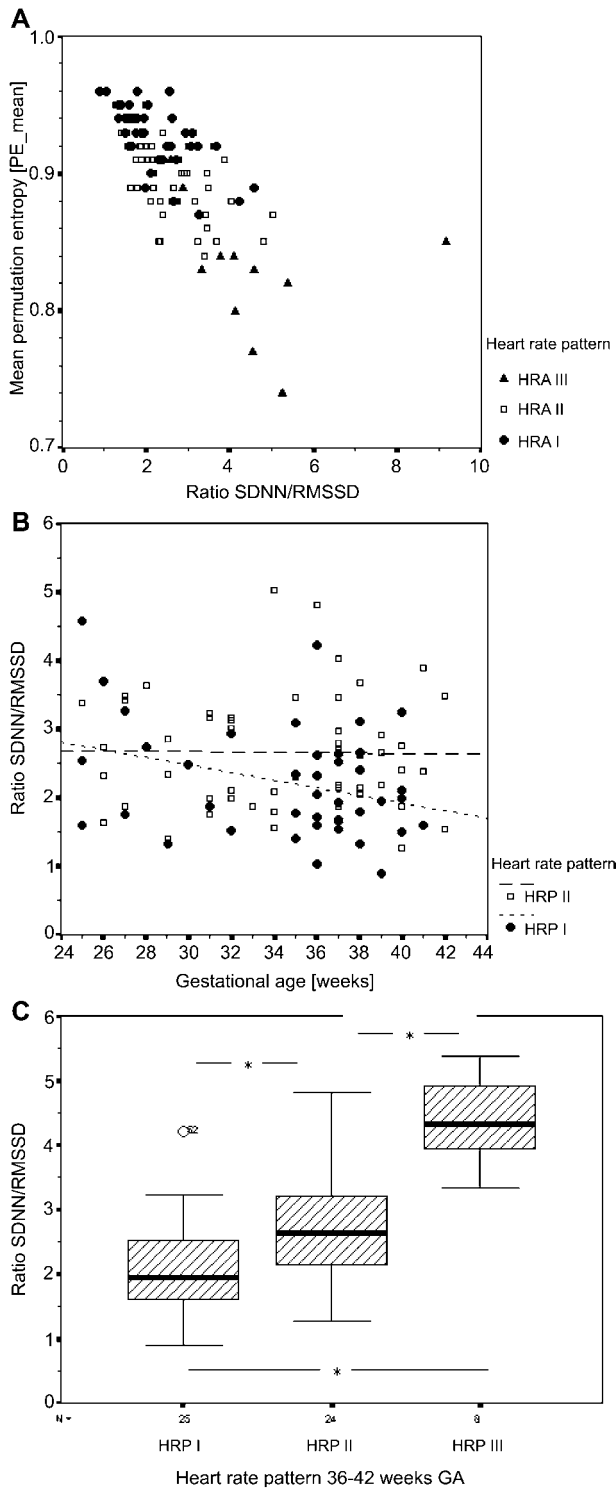 A
Mean permutation entropy [PE_mean]
1.0
0.9
0.8
0.7
0 2 4 6 8 10
Ratio SDNN/RMSSD
Heart rate pattern
HRA III
HRA II
HRA I
B
Ratio SDNN/RMSSD
6
5
4
3
2
1
0
24 26 28 30 32 34 36 38 40 42 44
Gestational age [weeks]
Heart rate pattern
HRP II
HRP I
C
Ratio SDNN/RMSSD
6
5
4
3
2
1
0
* *
62
*
N = 25 24 8
HRP I HRP II HRP III
Heart rate pattern 36-42 weeks GA